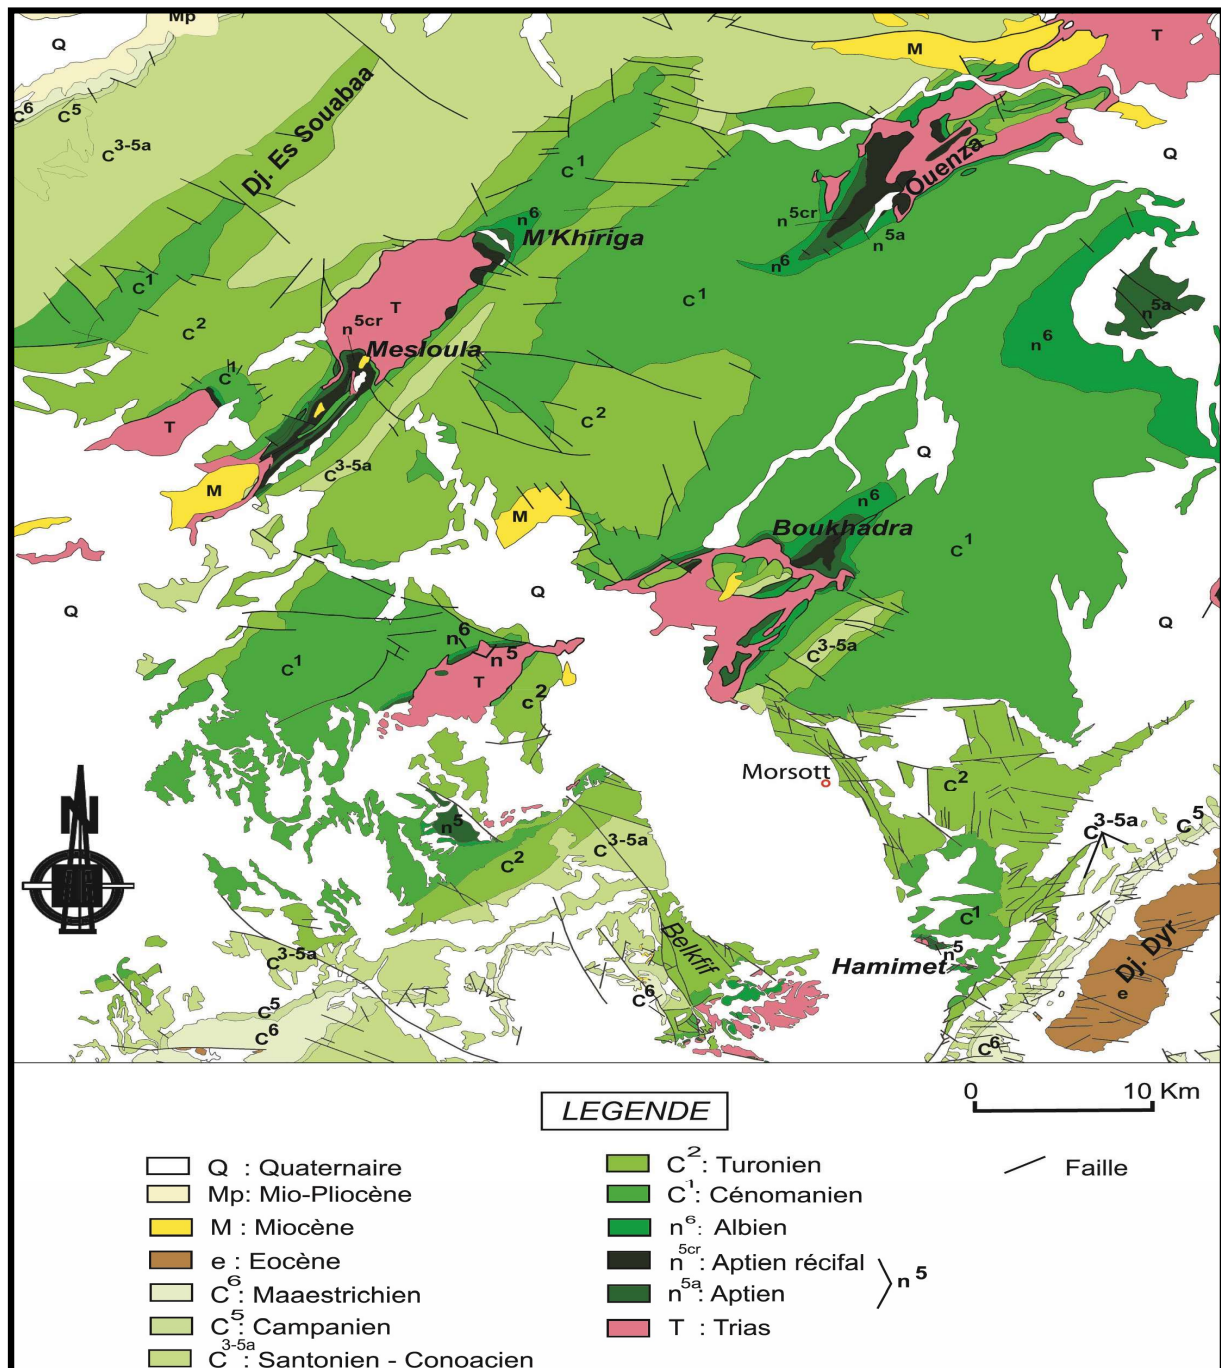 Mp
Q
M
T
C⁶
C⁵
C³⁻⁵ᵃ
Dj. Es Souabaa
C¹
Ouenza
Q
n⁶
M'Khiriga
n⁵ᶜʳ
n⁵ᵃ
n⁶
C¹
T
C¹
n⁵ᵃ
C²
n⁵ᶜʳ
Mesloula
n⁶
C¹
T
C²
Q
C³⁻⁵ᵃ
M
M
n⁶
Boukhadra
C¹
Q
Q
Q
n⁶
n⁵
C¹
T
C²
C³⁻⁵ᵃ
Morsott
C²
N
n⁵
C³⁻⁵ᵃ
C³⁻⁵ᵃ
C⁵
C²
C¹
Belkfif
n⁵
Hamimet
Dj. Dyr
e
C³⁻⁵ᵃ
C⁶
C⁵
C⁶
C⁶
0 10 Km
LEGENDE
Q : Quaternaire
Mp: Mio-Pliocène
M : Miocène
e : Eocène
C⁶: Maaestrichien
C⁵: Campanien
C³⁻⁵ᵃ: Santonien - Conoacien
C²: Turonien
C¹: Cénomanien
n⁶: Albien
n⁵ᶜʳ: Aptien récifal
n⁵ᵃ: Aptien
n⁵
T : Trias
Faille